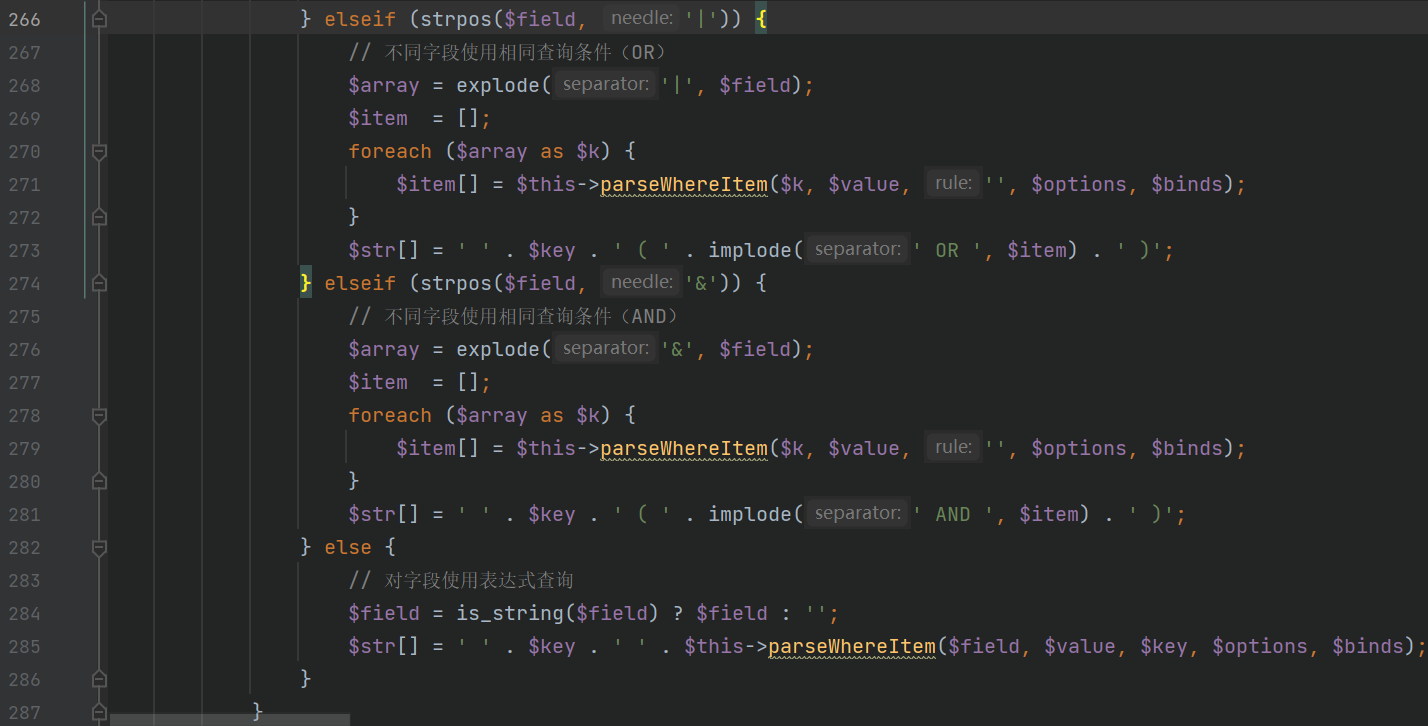 266 } elseif (strpos($field, needle: '|')) {
267 // 不同字段使用相同查询条件（OR）
268 $array = explode( separator: '|', $field);
269 $item  = [];
270 foreach ($array as $k) {
271 $item[] = $this->parseWhereItem($k, $value, rule: '', $options, $binds);
272 }
273 $str[] = ' ' . $key . ' ( ' . implode( separator: ' OR ', $item) . ' )';
274 } elseif (strpos($field, needle: '&')) {
275 // 不同字段使用相同查询条件（AND）
276 $array = explode( separator: '&', $field);
277 $item  = [];
278 foreach ($array as $k) {
279 $item[] = $this->parseWhereItem($k, $value, rule: '', $options, $binds);
280 }
281 $str[] = ' ' . $key . ' ( ' . implode( separator: ' AND ', $item) . ' )';
282 } else {
283 // 对字段使用表达式查询
284 $field = is_string($field) ? $field : '';
285 $str[] = ' ' . $key . ' ' . $this->parseWhereItem($field, $value, $key, $options, $binds);
286 }
287 }